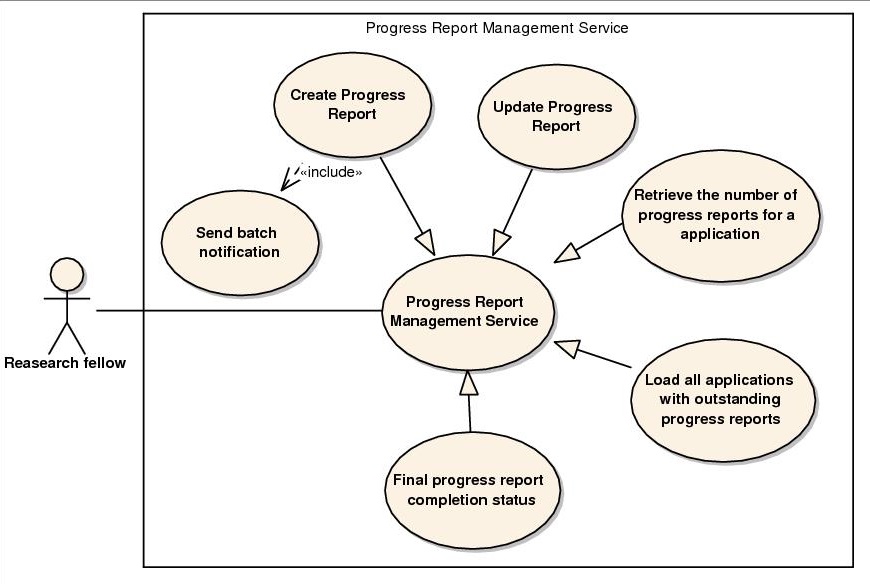 Progress Report Management Service
Create Progress
Report
Update Progress
Report
«include»
Retrieve the number of
progress reports for a
application
Send batch
notification
Progress Report
Management Service
Reasearch fellow
Load all applications
with outstanding
progress reports
Final progress report
completion status